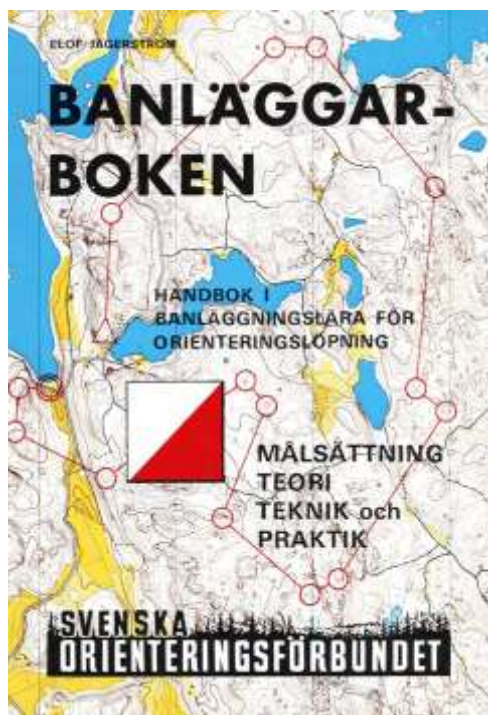 ELOF JÄGERSTRÖM
BANLÄGGAR-
BOKEN
HANDBOK I
BANLÄGGNINGSLÄRA FÖR
ORIENTERINGSLÖPNING
MÅLSÄTTNING
TEORI
TEKNIK och
PRAKTIK
SVENSKA
ORIENTERINGSFÖRBUNDET